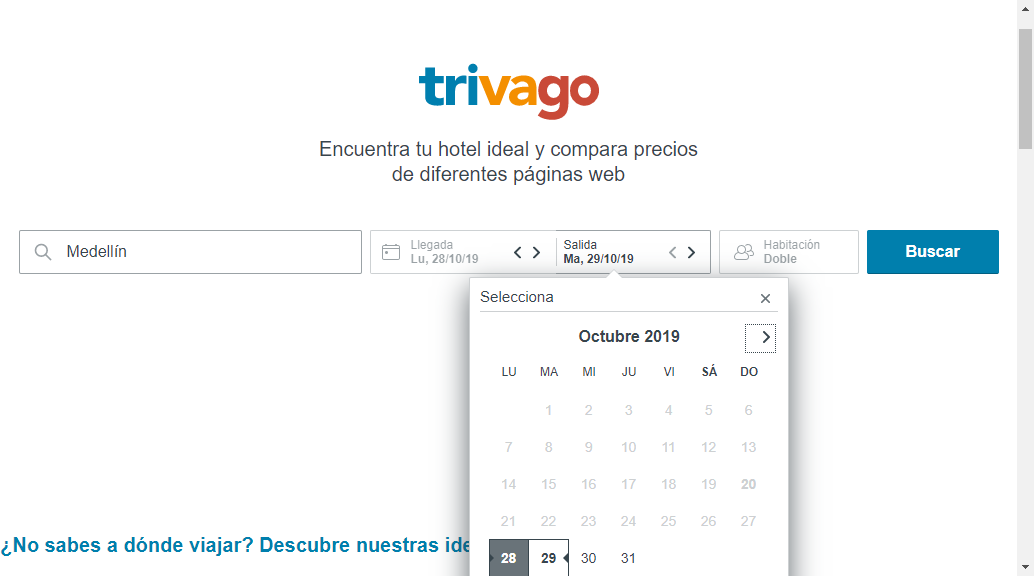 trivago
Encuentra tu hotel ideal y compara precios
de diferentes páginas web
Medellín
Llegada
Lu, 28/10/19
Salida
Ma, 29/10/19
Habitación
Doble
Buscar
Selecciona
Octubre 2019
LU MA MI JU VI SÁ DO
1 2 3 4 5 6
7 8 9 10 11 12 13
14 15 16 17 18 19 20
21 22 23 24 25 26 27
28 29 30 31
¿No sabes a dónde viajar? Descubre nuestras ide